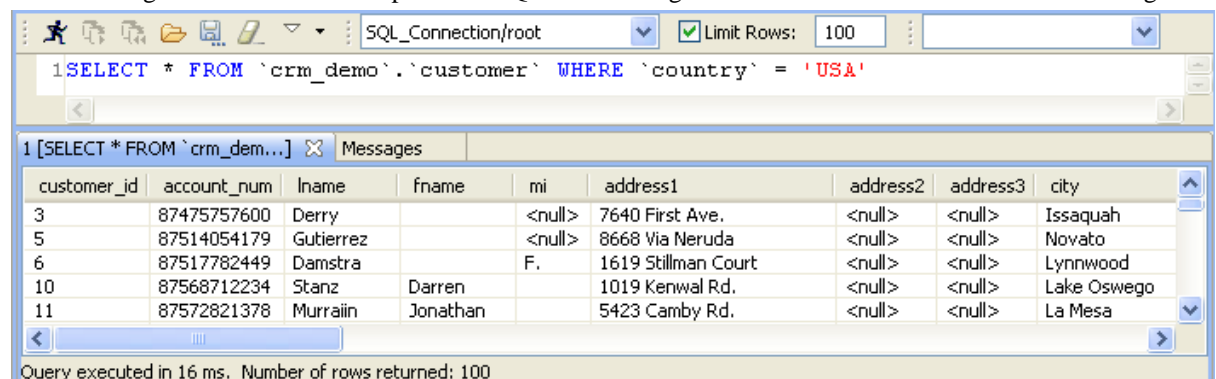 SQL_Connection/root Limit Rows: 100
1SELECT * FROM `crm_demo`.`customer` WHERE `country` = 'USA'
1 [SELECT * FROM `crm_dem...] Messages
customer_id account_num lname fname mi address1 address2 address3 city
3 87475757600 Derry <null> 7640 First Ave. <null> <null> Issaquah
5 87514054179 Gutierrez <null> 8668 Via Neruda <null> <null> Novato
6 87517782449 Damstra F. 1619 Stillman Court <null> <null> Lynnwood
10 87568712234 Stanz Darren 1019 Kenwal Rd. <null> <null> Lake Oswego
11 87572821378 Murraiin Jonathan 5423 Camby Rd. <null> <null> La Mesa
Query executed in 16 ms. Number of rows returned: 100